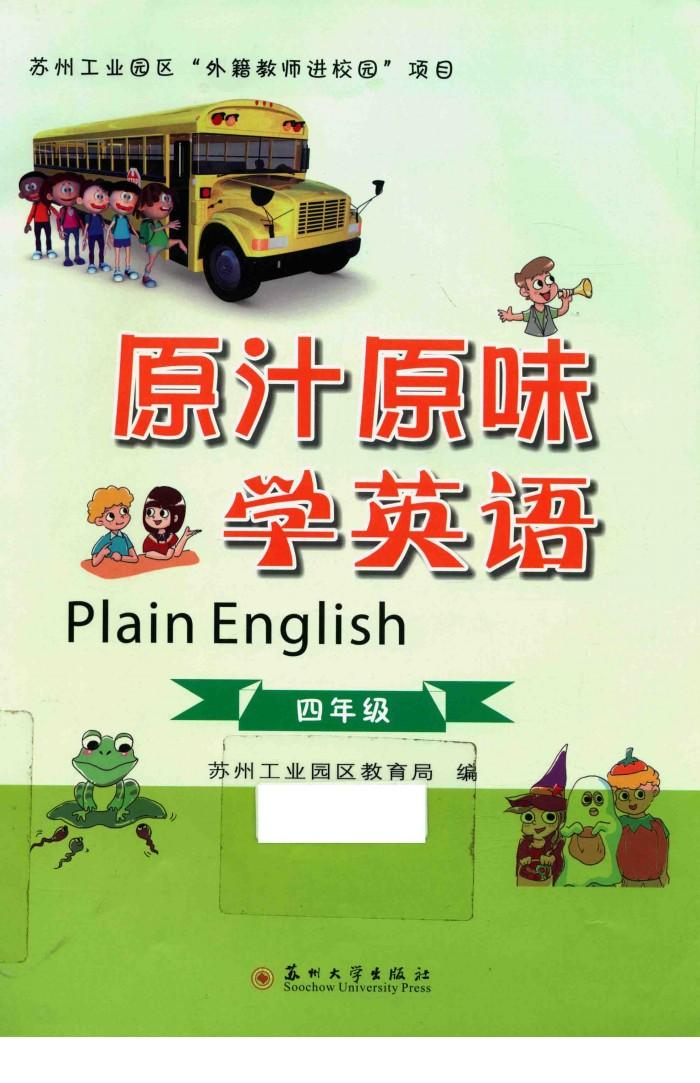 苏州工业园区“外籍教师进校园”项目
原汁原味
学英语
Plain English
四年级
苏州工业园区教育局 编
苏州大学出版社
Soochow University Press